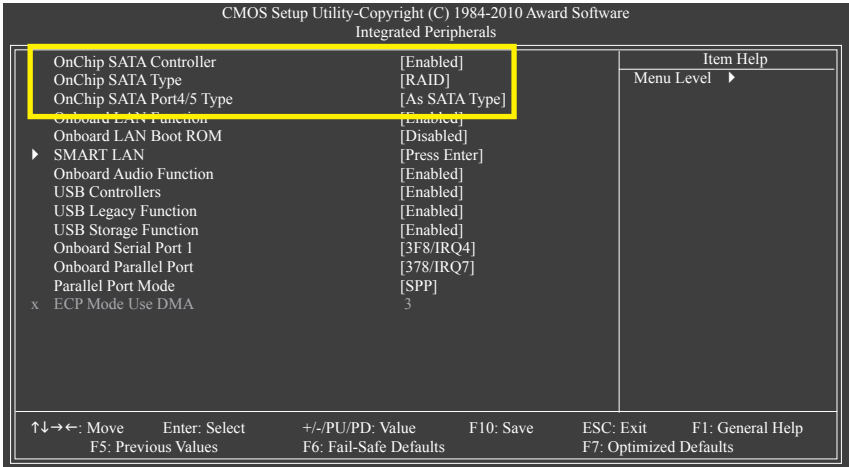 CMOS Setup Utility-Copyright (C) 1984-2010 Award Software
Integrated Peripherals
OnChip SATA Controller [Enabled]
OnChip SATA Type [RAID]
OnChip SATA Port4/5 Type [As SATA Type]
Onboard LAN Function [Enabled]
Onboard LAN Boot ROM [Disabled]
SMART LAN [Press Enter]
Onboard Audio Function [Enabled]
USB Controllers [Enabled]
USB Legacy Function [Enabled]
USB Storage Function [Enabled]
Onboard Serial Port 1 [3F8/IRQ4]
Onboard Parallel Port [378/IRQ7]
Parallel Port Mode [SPP]
x ECP Mode Use DMA 3
Item Help
Menu Level
↑↓→←: Move Enter: Select +/-/PU/PD: Value F10: Save ESC: Exit F1: General Help
F5: Previous Values F6: Fail-Safe Defaults F7: Optimized Defaults